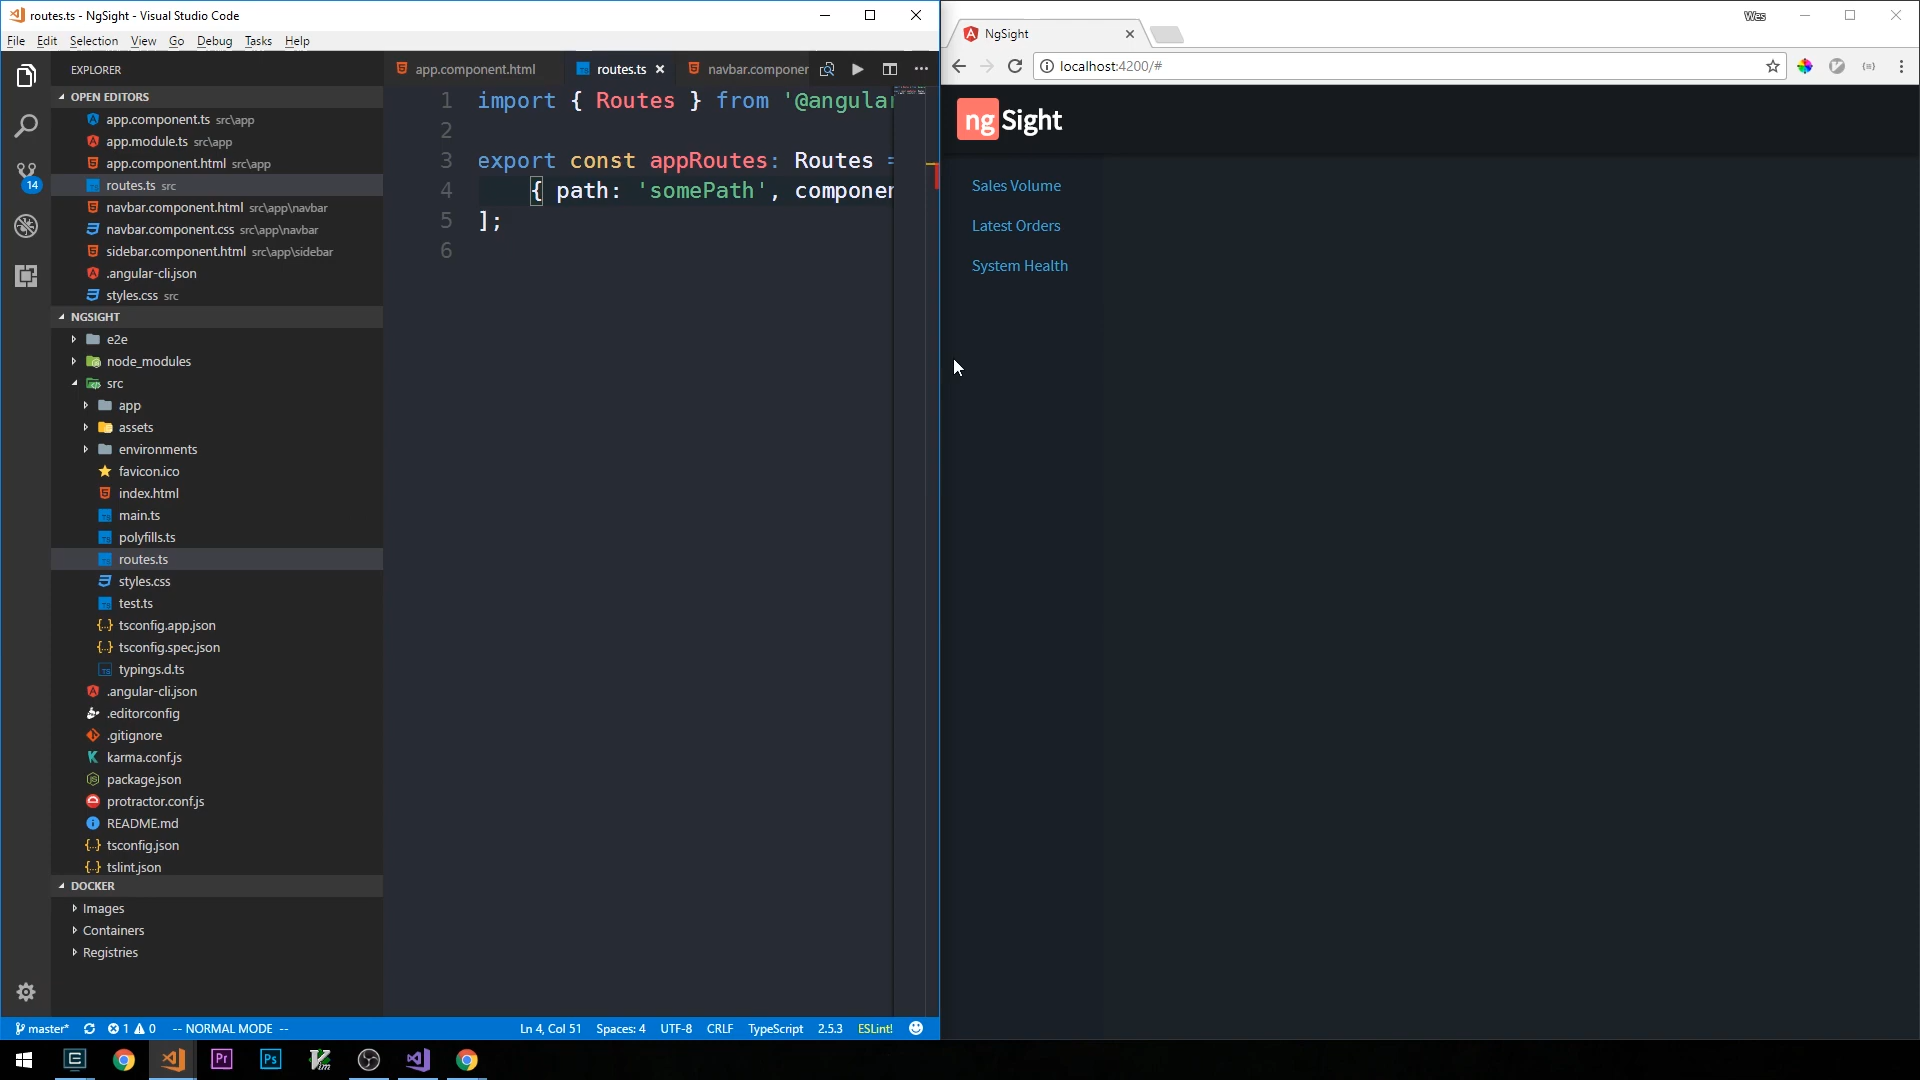 routes.ts - NgSight - Visual Studio Code
File Edit Selection View Go Debug Tasks Help
EXPLORER
OPEN EDITORS
app.component.ts src\app
app.module.ts src\app
app.component.html src\app
routes.ts src
navbar.component.html src\app\navbar
navbar.component.css src\app\navbar
sidebar.component.html src\app\sidebar
.angular-cli.json
styles.css src
NGSIGHT
e2e
node_modules
src
app
assets
environments
favicon.ico
index.html
main.ts
polyfills.ts
routes.ts
styles.css
test.ts
tsconfig.app.json
tsconfig.spec.json
typings.d.ts
.angular-cli.json
.editorconfig
.gitignore
karma.conf.js
package.json
protractor.conf.js
README.md
tsconfig.json
tslint.json
DOCKER
Images
Containers
Registries
14
app.component.html routes.ts navbar.componer
1 import { Routes } from '@angular
2
3 export const appRoutes: Routes =
4 { path: 'somePath', componen
5 ];
6
master* 1 0 -- NORMAL MODE -- Ln 4, Col 51 Spaces: 4 UTF-8 CRLF TypeScript 2.5.3 ESLint!
Wes
NgSight
localhost:4200/#
ng Sight
Sales Volume
Latest Orders
System Health
Pr Ps Vim